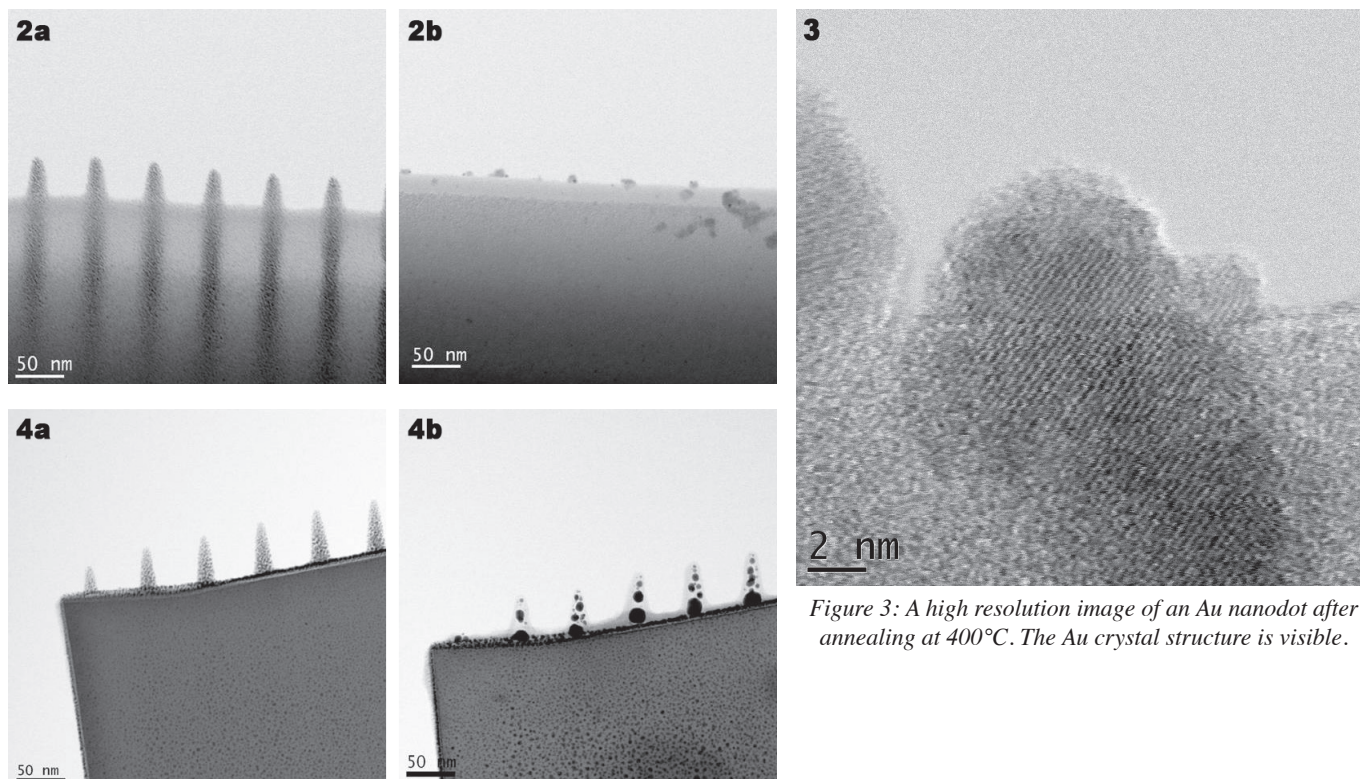 2a
50 nm
2b
50 nm
3
2 nm
Figure 3: A high resolution image of an Au nanodot after
annealing at 400°C. The Au crystal structure is visible.
4a
50 nm
4b
50 nm